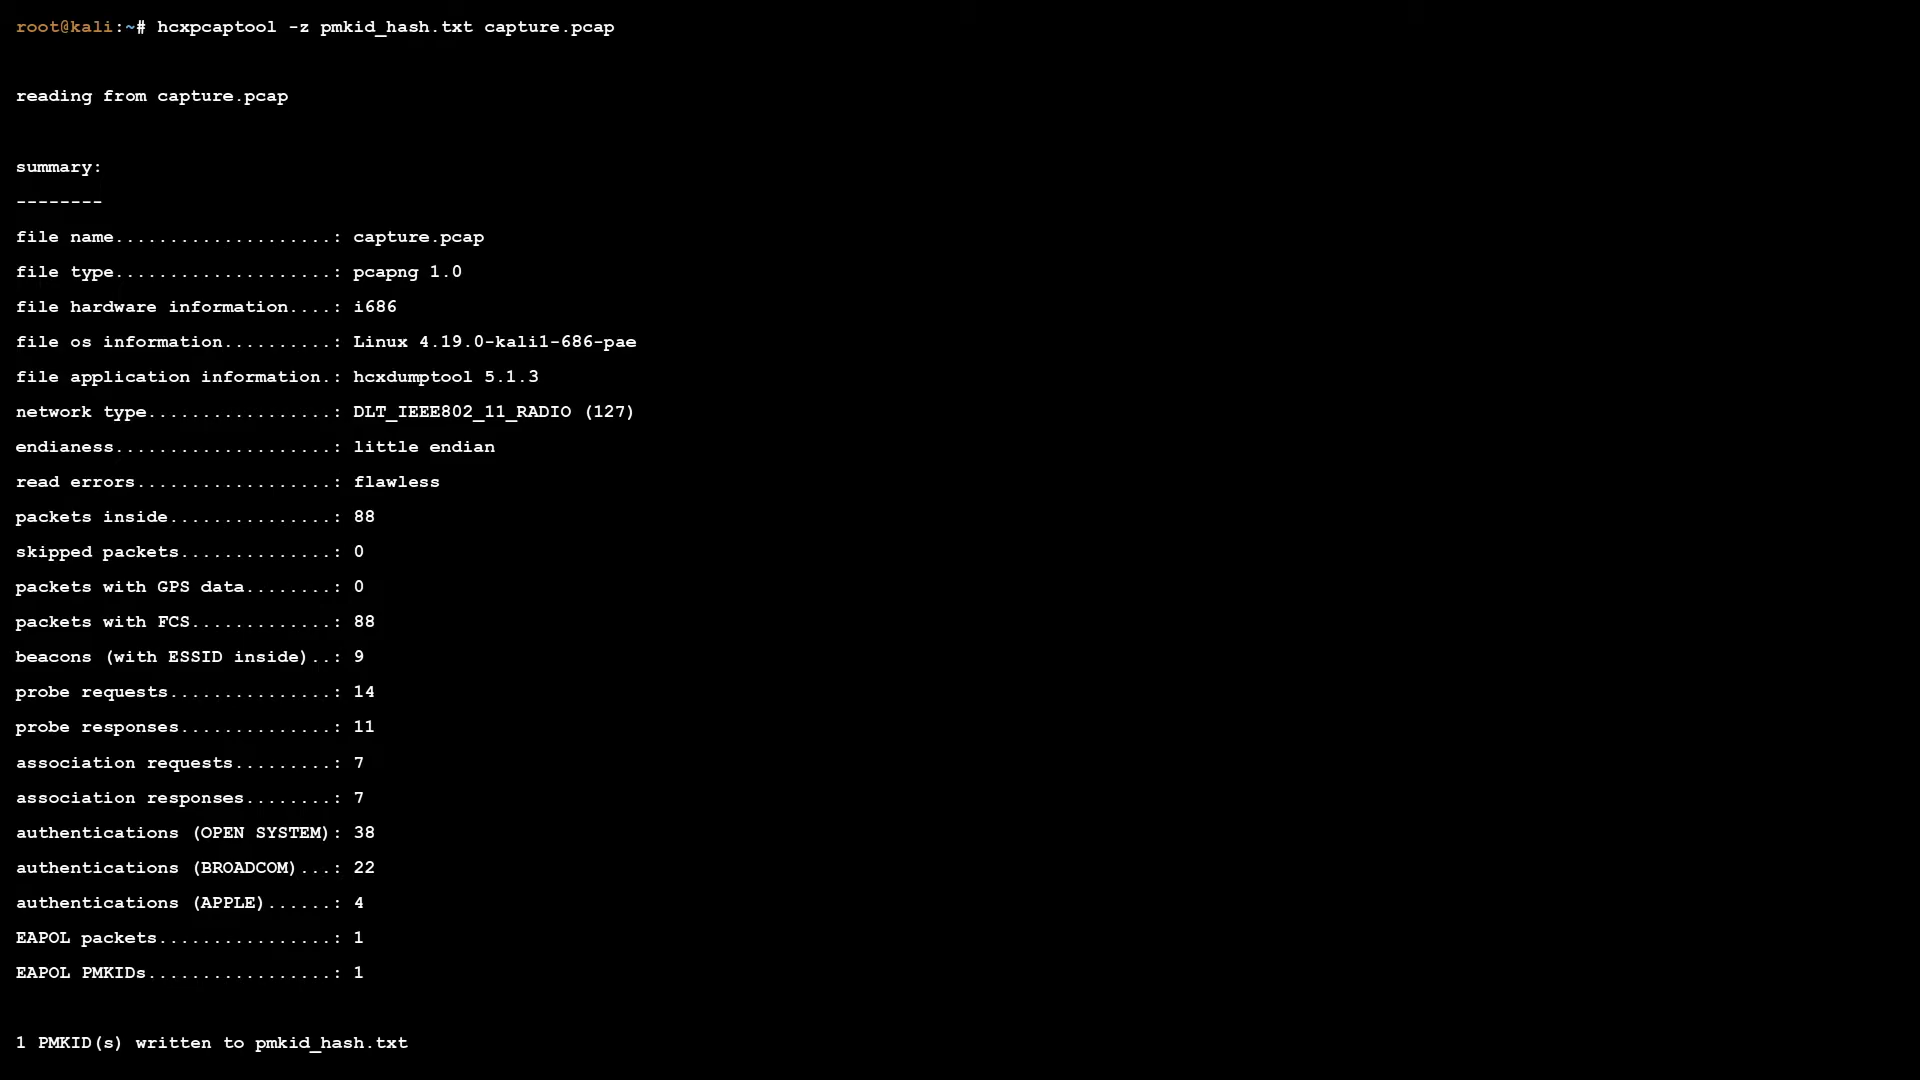 root@kali:~# hcxpcaptool -z pmkid_hash.txt capture.pcap
reading from capture.pcap
summary:
--------
file name....................: capture.pcap
file type....................: pcapng 1.0
file hardware information....: i686
file os information..........: Linux 4.19.0-kali1-686-pae
file application information.: hcxdumptool 5.1.3
network type.................: DLT_IEEE802_11_RADIO (127)
endianess....................: little endian
read errors..................: flawless
packets inside...............: 88
skipped packets..............: 0
packets with GPS data........: 0
packets with FCS.............: 88
beacons (with ESSID inside)..: 9
probe requests...............: 14
probe responses..............: 11
association requests.........: 7
association responses........: 7
authentications (OPEN SYSTEM): 38
authentications (BROADCOM)...: 22
authentications (APPLE)......: 4
EAPOL packets................: 1
EAPOL PMKIDs.................: 1
1 PMKID(s) written to pmkid_hash.txt